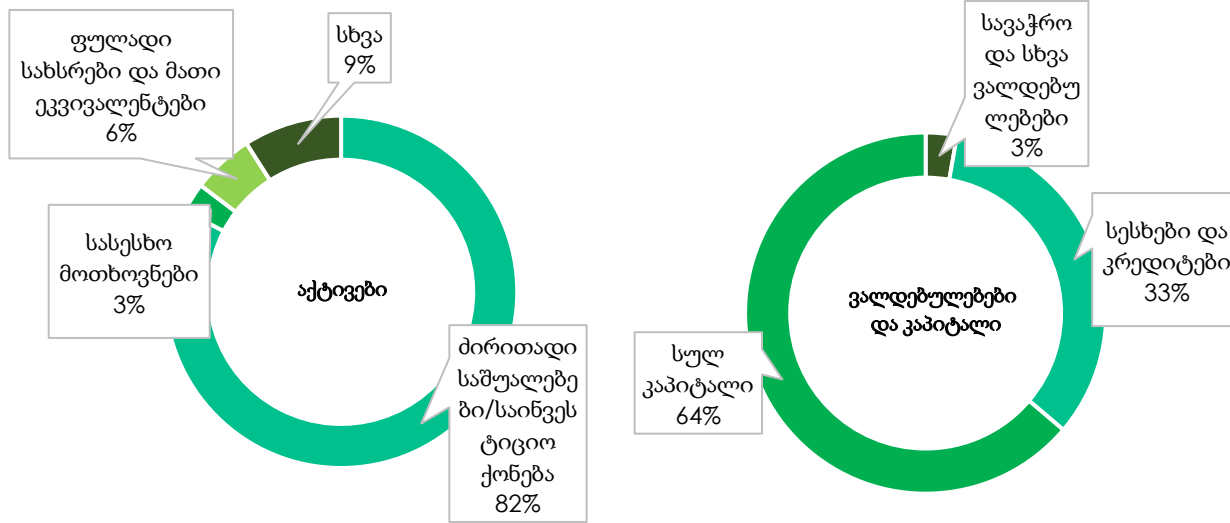 ფულადი
სახსრები და მათი
ეკვივალენტები
6%
სხვა
9%
სასესხო
მოთხოვნები
3%
აქტივები
ძირითადი
საშუალებე
ბი/საინვეს
ტიციო
ქონება
82%
სავაჭრო
და სხვა
ვალდებუ
ლებები
3%
სესხები და
კრედიტები
33%
ვალდებულებები
და კაპიტალი
სულ
კაპიტალი
64%